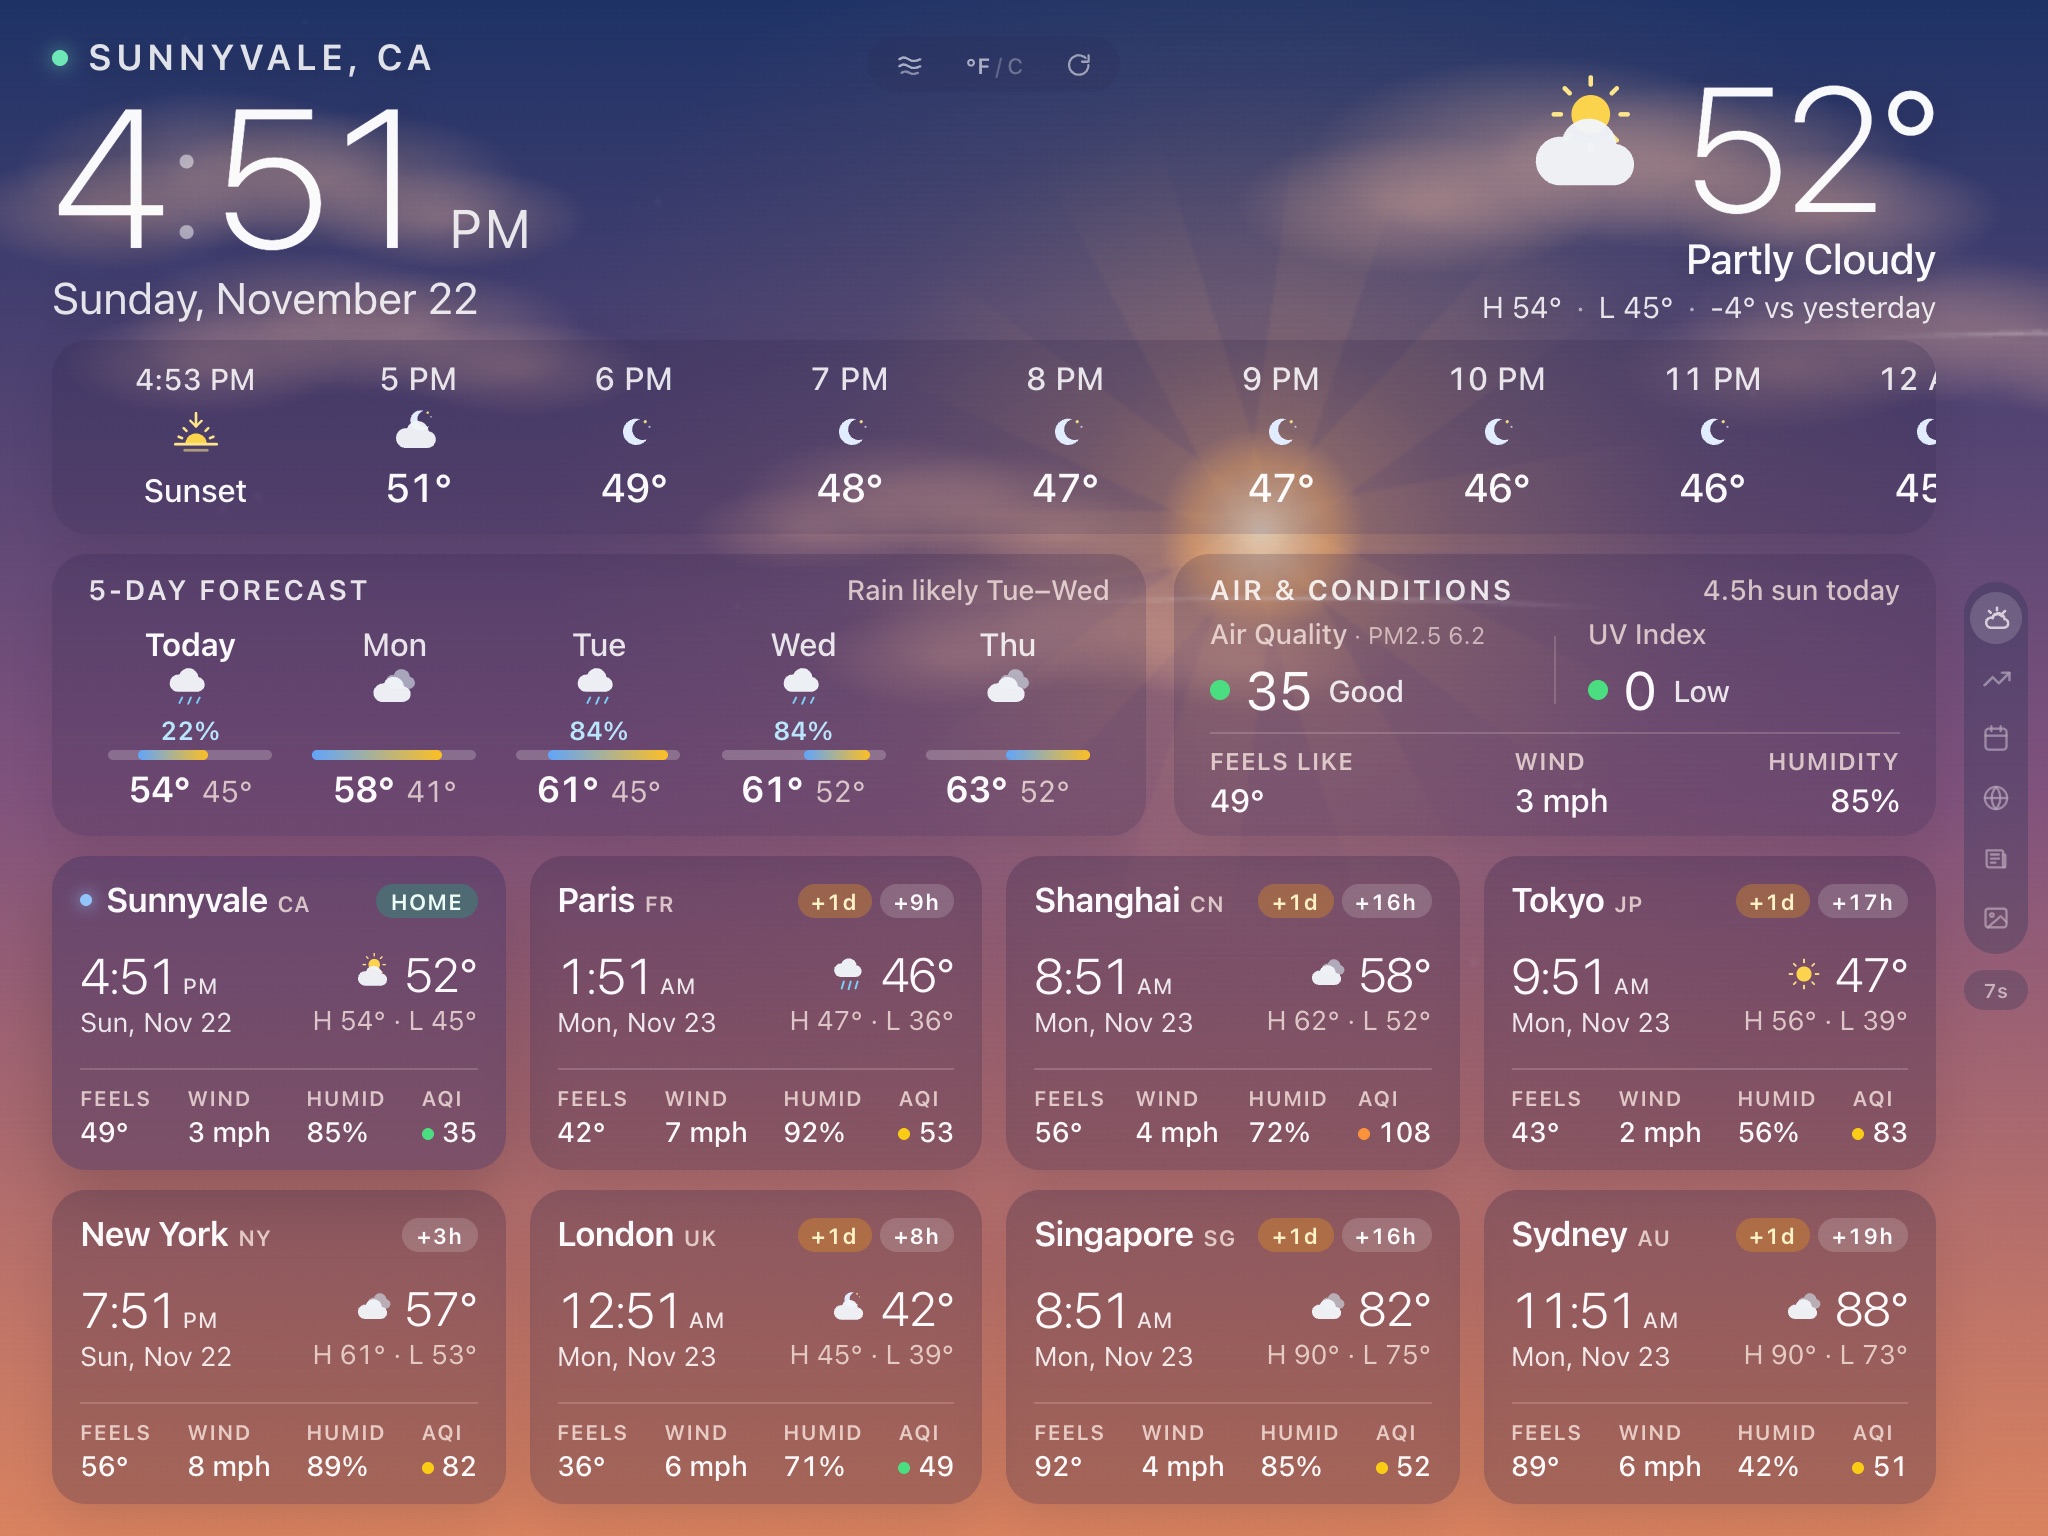 SUNNYVALE, CA
°F/C
4:51 PM
Sunday, November 22
52°
Partly Cloudy
H 54° · L 45° · -4° vs yesterday
4:53 PM 5 PM 6 PM 7 PM 8 PM 9 PM 10 PM 11 PM 12
Sunset 51° 49° 48° 47° 47° 46° 46° 45
5-DAY FORECAST Rain likely Tue–Wed
Today Mon Tue Wed Thu
22% 84% 84%
54° 45° 58° 41° 61° 45° 61° 52° 63° 52°
AIR & CONDITIONS 4.5h sun today
Air Quality · PM2.5 6.2 UV Index
35 Good 0 Low
FEELS LIKE WIND HUMIDITY
49° 3 mph 85%
7s
Sunnyvale CA HOME
4:51 PM 52°
Sun, Nov 22 H 54° · L 45°
FEELS WIND HUMID AQI
49° 3 mph 85% 35
Paris FR +1d +9h
1:51 AM 46°
Mon, Nov 23 H 47° · L 36°
FEELS WIND HUMID AQI
42° 7 mph 92% 53
Shanghai CN +1d +16h
8:51 AM 58°
Mon, Nov 23 H 62° · L 52°
FEELS WIND HUMID AQI
56° 4 mph 72% 108
Tokyo JP +1d +17h
9:51 AM 47°
Mon, Nov 23 H 56° · L 39°
FEELS WIND HUMID AQI
43° 2 mph 56% 83
New York NY +3h
7:51 PM 57°
Sun, Nov 22 H 61° · L 53°
FEELS WIND HUMID AQI
56° 8 mph 89% 82
London UK +1d +8h
12:51 AM 42°
Mon, Nov 23 H 45° · L 39°
FEELS WIND HUMID AQI
36° 6 mph 71% 49
Singapore SG +1d +16h
8:51 AM 82°
Mon, Nov 23 H 90° · L 75°
FEELS WIND HUMID AQI
92° 4 mph 85% 52
Sydney AU +1d +19h
11:51 AM 88°
Mon, Nov 23 H 90° · L 73°
FEELS WIND HUMID AQI
89° 6 mph 42% 51